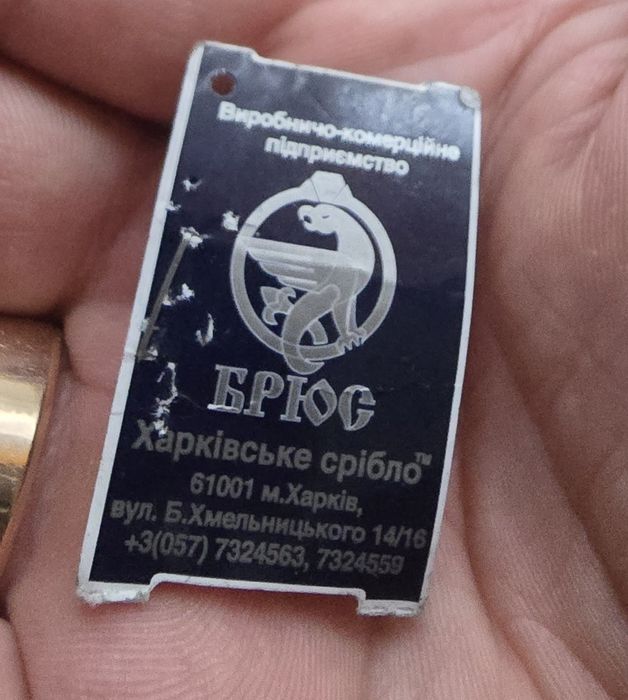 Виробничо-комерційне
підприємство
БРЮС
Харківське срібло™
61001 м.Харків,
вул. Б.Хмельницького 14/16
+3(057) 7324563, 7324559